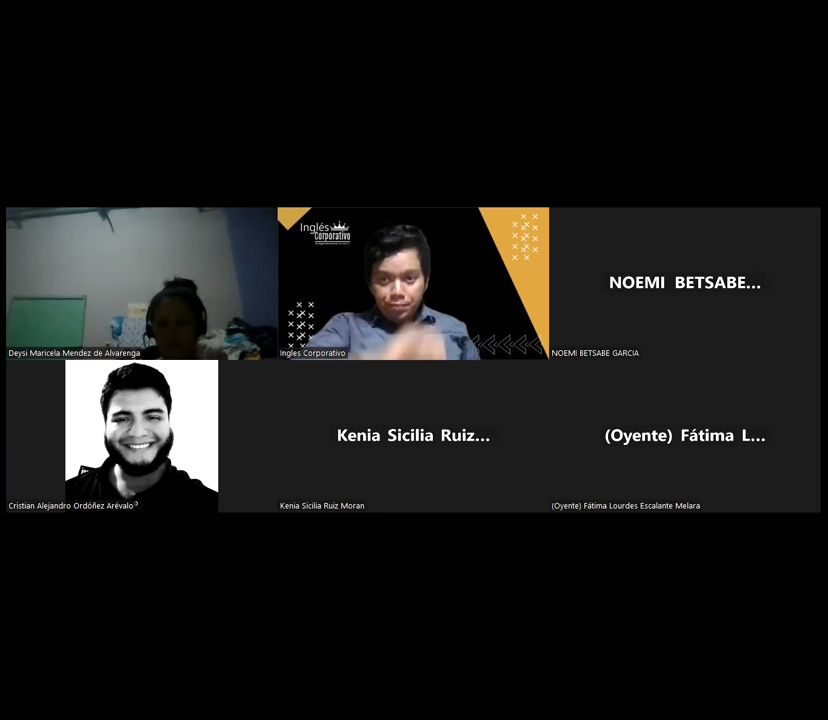 Inglés
Corporativo
NOEMI BETSABE...
Deysi Maricela Mendez de Alvarenga
Ingles Corporativo
NOEMI BETSABE GARCIA
Kenia Sicilia Ruiz...
(Oyente) Fátima L...
Cristian Alejandro Ordóñez Arévalo
Kenia Sicilia Ruiz Moran
(Oyente) Fátima Lourdes Escalante Melara